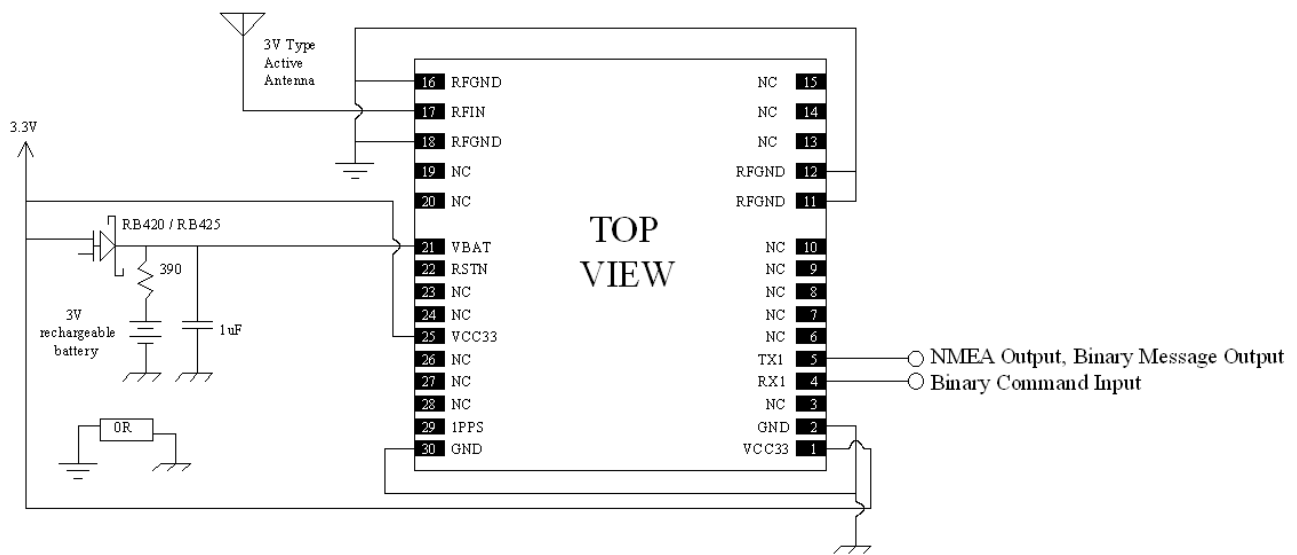 3V Type
Active
Antenna
3.3V
RB420 / RB425
390
3V
rechargeable
battery
1uF
0R
16 RFGND
17 RFIN
18 RFGND
19 NC
20 NC
21 VBAT
22 RSTN
23 NC
24 NC
25 VCC33
26 NC
27 NC
28 NC
29 1PPS
30 GND
TOP
VIEW
NC 15
NC 14
NC 13
RFGND 12
RFGND 11
NC 10
NC 9
NC 8
NC 7
NC 6
TX1 5
RX1 4
NC 3
GND 2
VCC33 1
NMEA Output, Binary Message Output
Binary Command Input